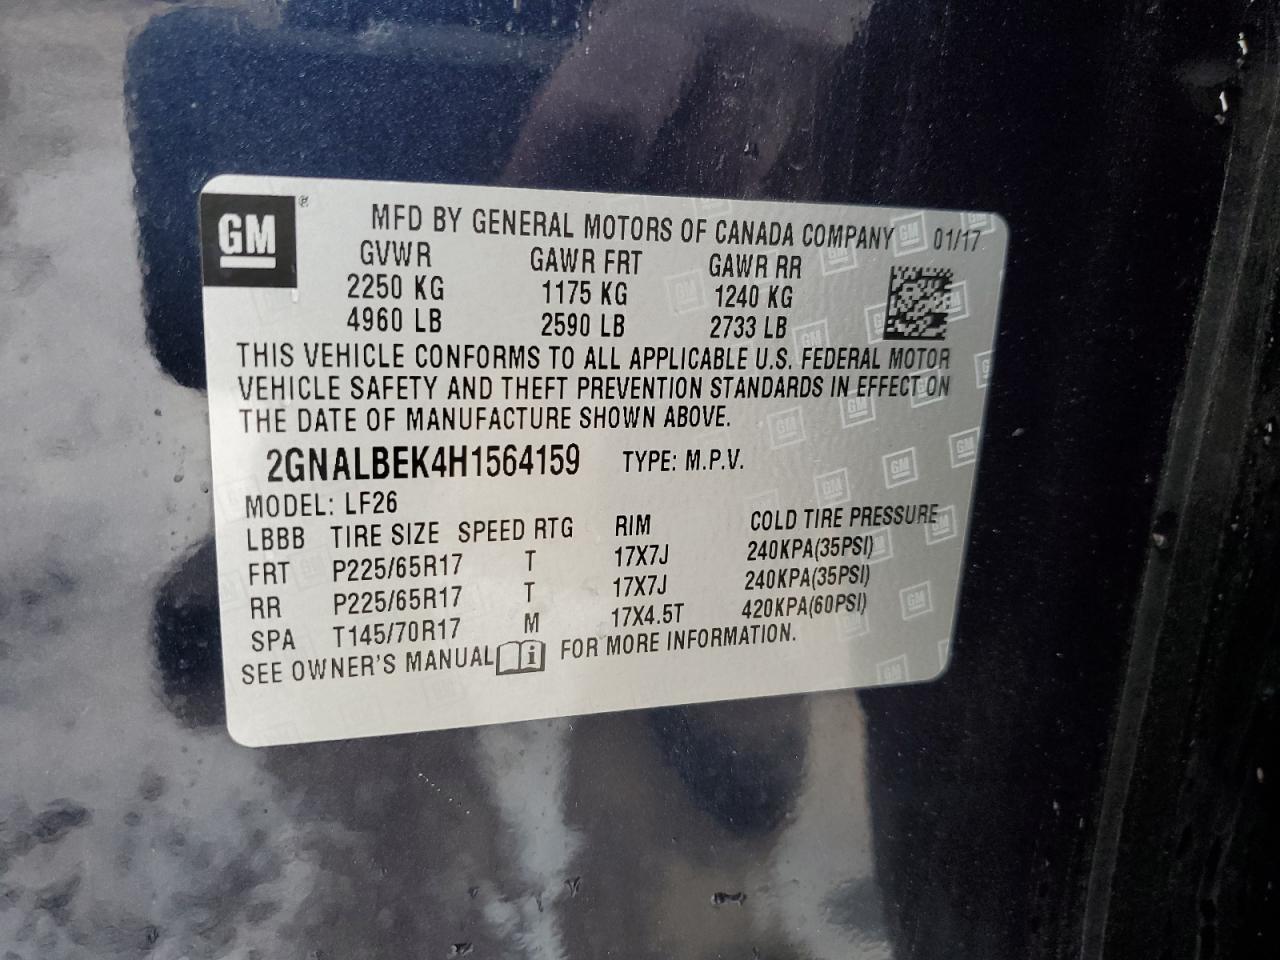 GM ® MFD BY GENERAL MOTORS OF CANADA COMPANY 01/17
GVWR GAWR FRT GAWR RR
2250 KG 1175 KG 1240 KG
4960 LB 2590 LB 2733 LB
THIS VEHICLE CONFORMS TO ALL APPLICABLE U.S. FEDERAL MOTOR
VEHICLE SAFETY AND THEFT PREVENTION STANDARDS IN EFFECT ON
THE DATE OF MANUFACTURE SHOWN ABOVE.
2GNALBEK4H1564159 TYPE: M.P.V.
MODEL: LF26
LBBB TIRE SIZE SPEED RTG RIM COLD TIRE PRESSURE
FRT P225/65R17 T 17X7J 240KPA(35PSI)
RR P225/65R17 T 17X7J 240KPA(35PSI)
SPA T145/70R17 M 17X4.5T 420KPA(60PSI)
SEE OWNER'S MANUAL i FOR MORE INFORMATION.